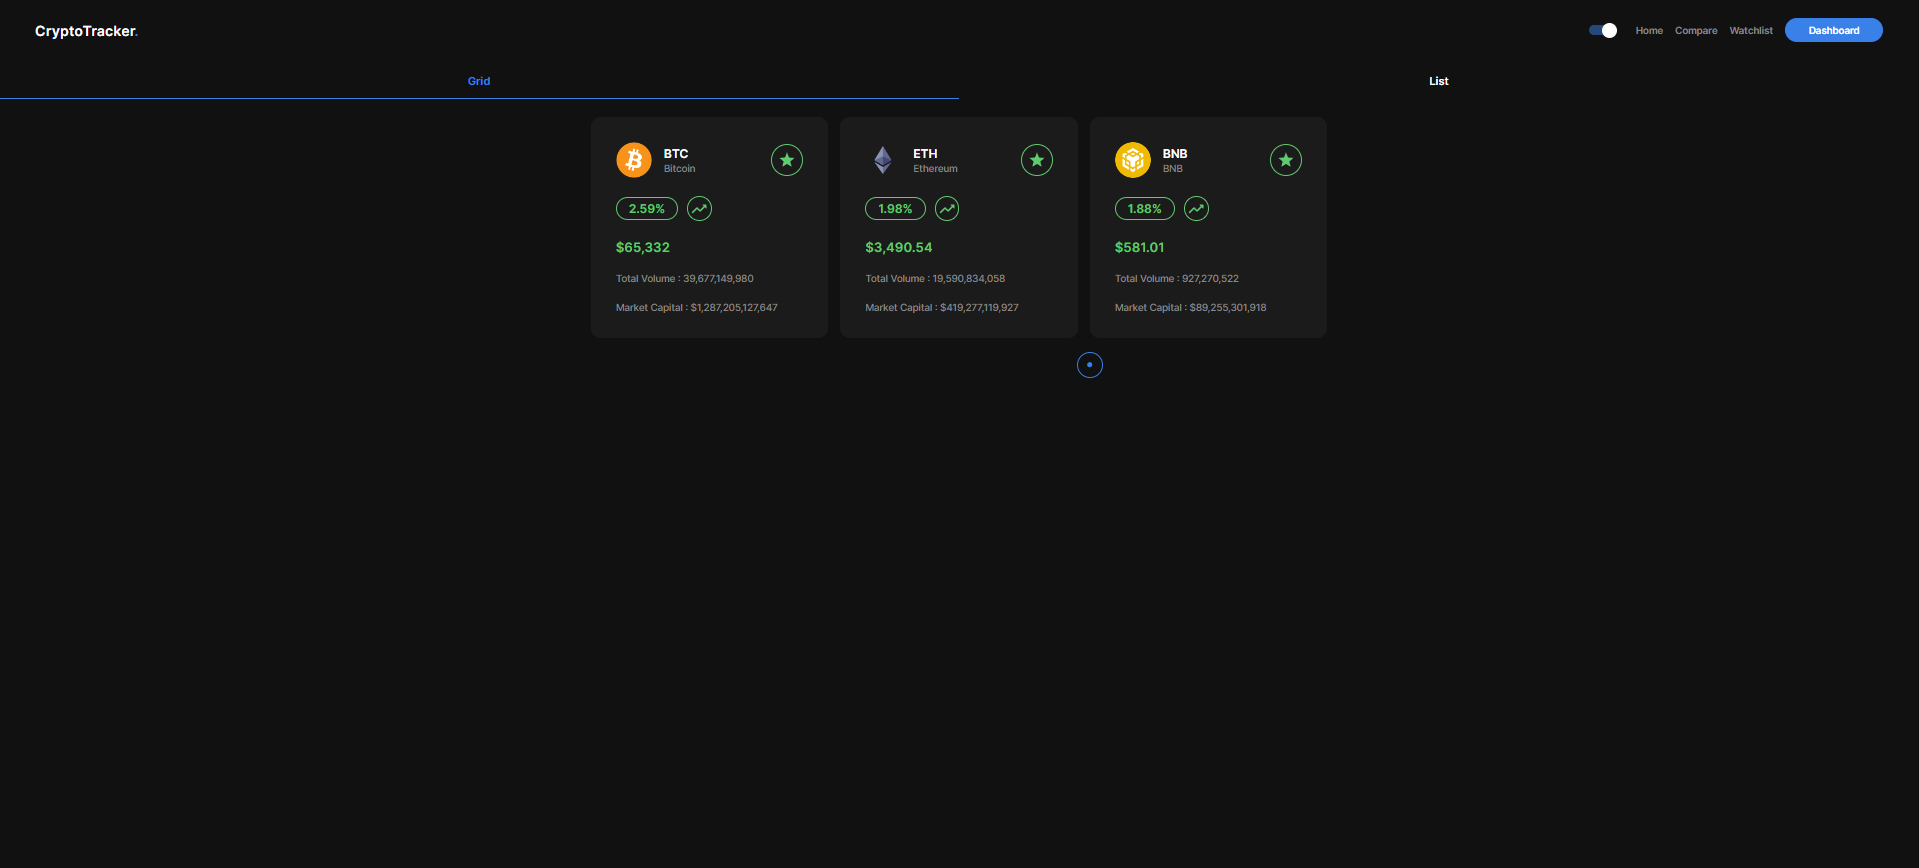 CryptoTracker.
Home Compare Watchlist Dashboard
Grid
List
BTC
Bitcoin
2.59%
$65,332
Total Volume : 39,677,149,980
Market Capital : $1,287,205,127,647
ETH
Ethereum
1.98%
$3,490.54
Total Volume : 19,590,834,058
Market Capital : $419,277,119,927
BNB
BNB
1.88%
$581.01
Total Volume : 927,270,522
Market Capital : $89,255,301,918